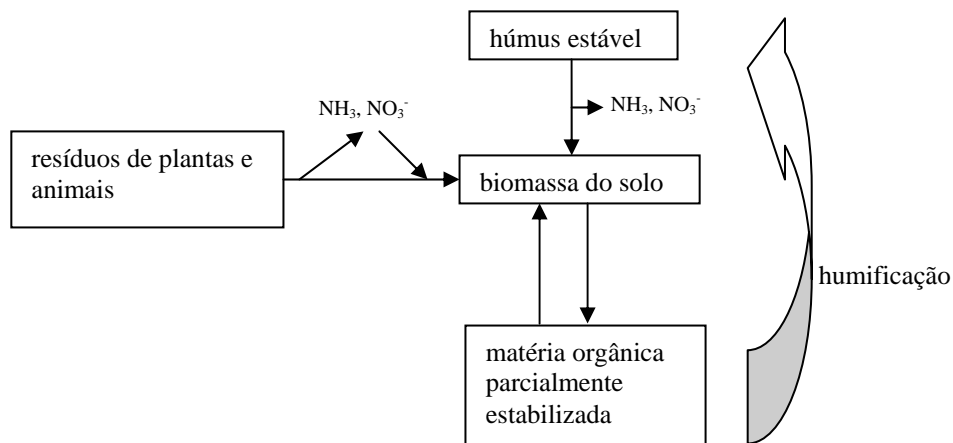 húmus estável
NH₃, NO₃⁻
NH₃, NO₃⁻
resíduos de plantas e
animais
biomassa do solo
humificação
matéria orgânica
parcialmente
estabilizada